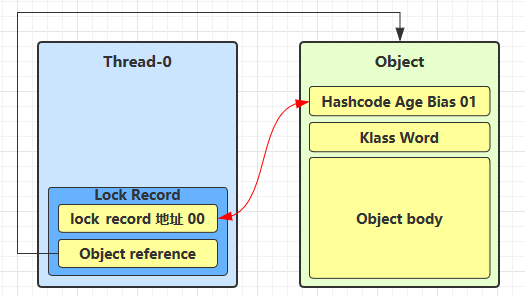 Thread-0
Lock Record
lock record 地址 00
Object reference
Object
Hashcode Age Bias 01
Klass Word
Object body